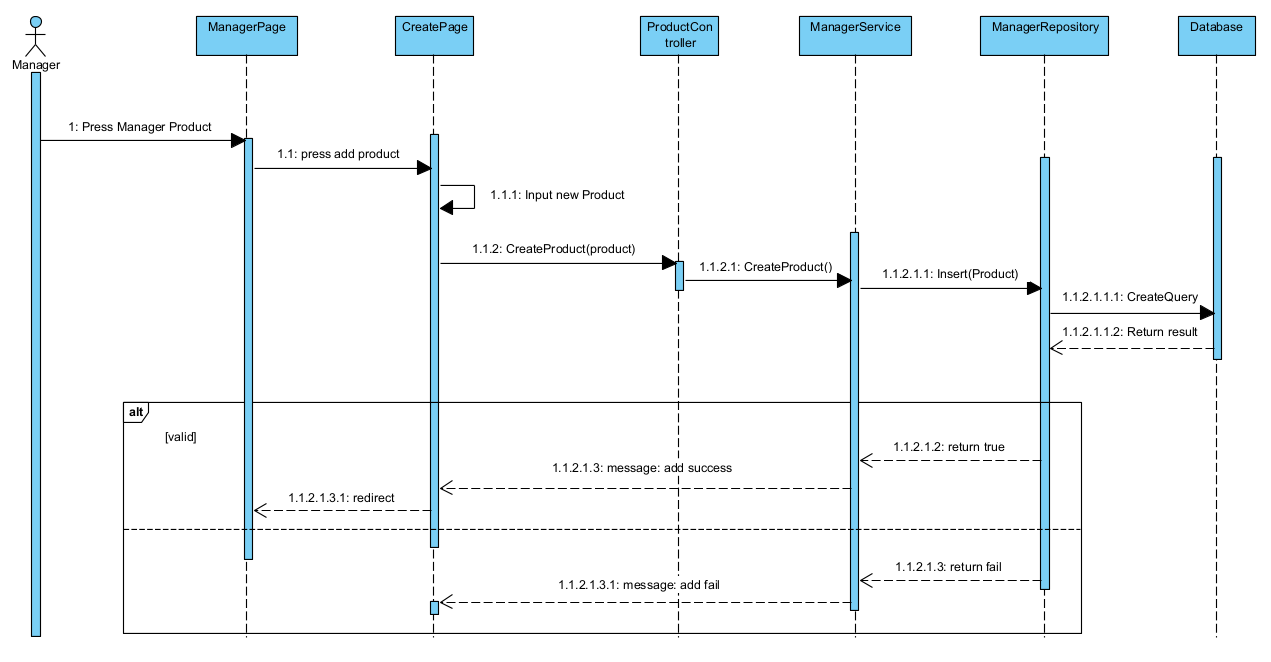 ManagerPage
CreatePage
ProductCon
troller
ManagerService
ManagerRepository
Database
Manager
1: Press Manager Product
1.1: press add product
1.1.1: Input new Product
1.1.2: CreateProduct(product)
1.1.2.1: CreateProduct()
1.1.2.1.1: Insert(Product)
1.1.2.1.1.1: CreateQuery
1.1.2.1.1.2: Return result
alt
[valid]
1.1.2.1.2: return true
1.1.2.1.3: message: add success
1.1.2.1.3.1: redirect
1.1.2.1.3: return fail
1.1.2.1.3.1: message: add fail